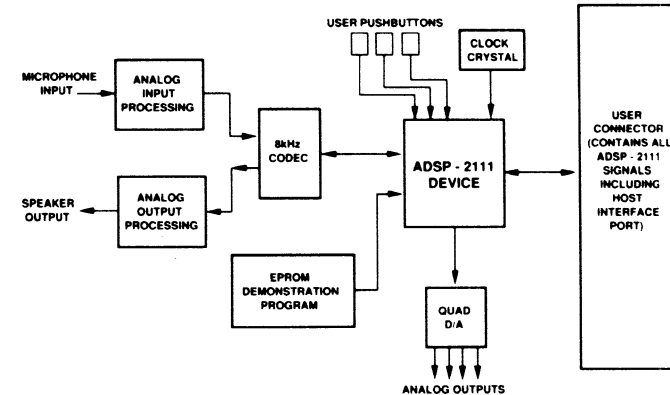 USER PUSHBUTTONS
CLOCK
CRYSTAL
MICROPHONE
INPUT
ANALOG
INPUT
PROCESSING
8kHz
CODEC
ADSP - 2111
DEVICE
USER
CONNECTOR
(CONTAINS ALL
ADSP - 2111
SIGNALS
INCLUDING
HOST
INTERFACE
PORT)
SPEAKER
OUTPUT
ANALOG
OUTPUT
PROCESSING
EPROM
DEMONSTRATION
PROGRAM
QUAD
D/A
ANALOG OUTPUTS